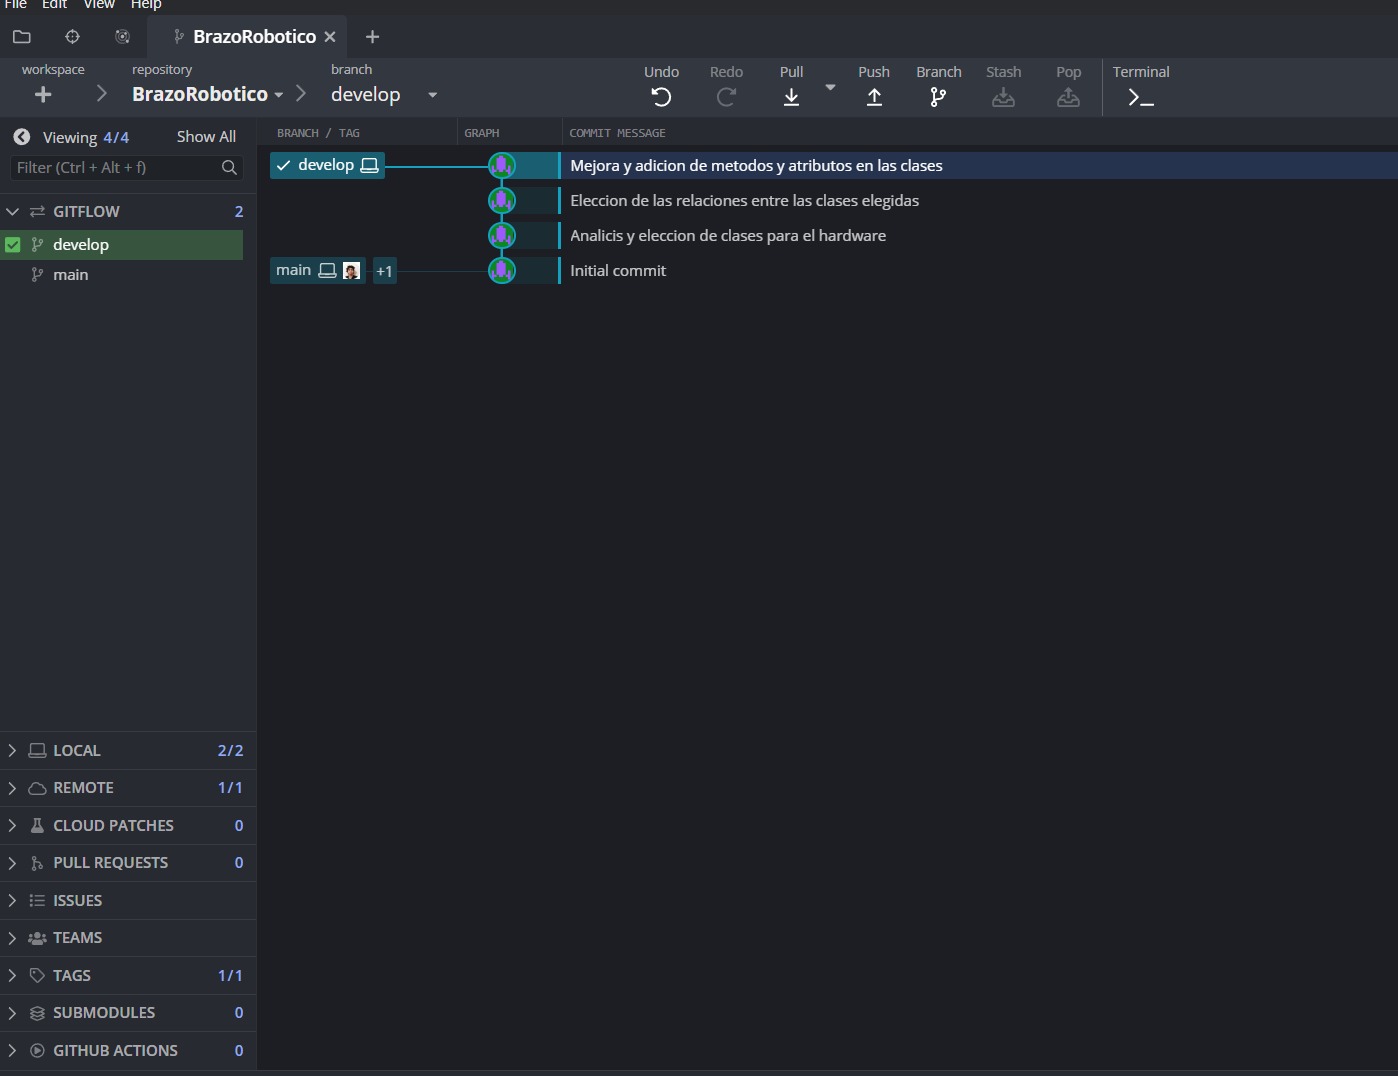 File Edit View Help
BrazoRobotico
workspace repository branch
BrazoRobotico develop
Undo Redo Pull Push Branch Stash Pop Terminal
Viewing 4/4 Show All
Filter (Ctrl + Alt + f)
GITFLOW 2
develop
main
LOCAL 2/2
REMOTE 1/1
CLOUD PATCHES 0
PULL REQUESTS 0
ISSUES
TEAMS
TAGS 1/1
SUBMODULES 0
GITHUB ACTIONS 0
BRANCH / TAG GRAPH COMMIT MESSAGE
develop Mejora y adicion de metodos y atributos en las clases
Eleccion de las relaciones entre las clases elegidas
Analicis y eleccion de clases para el hardware
main +1 Initial commit